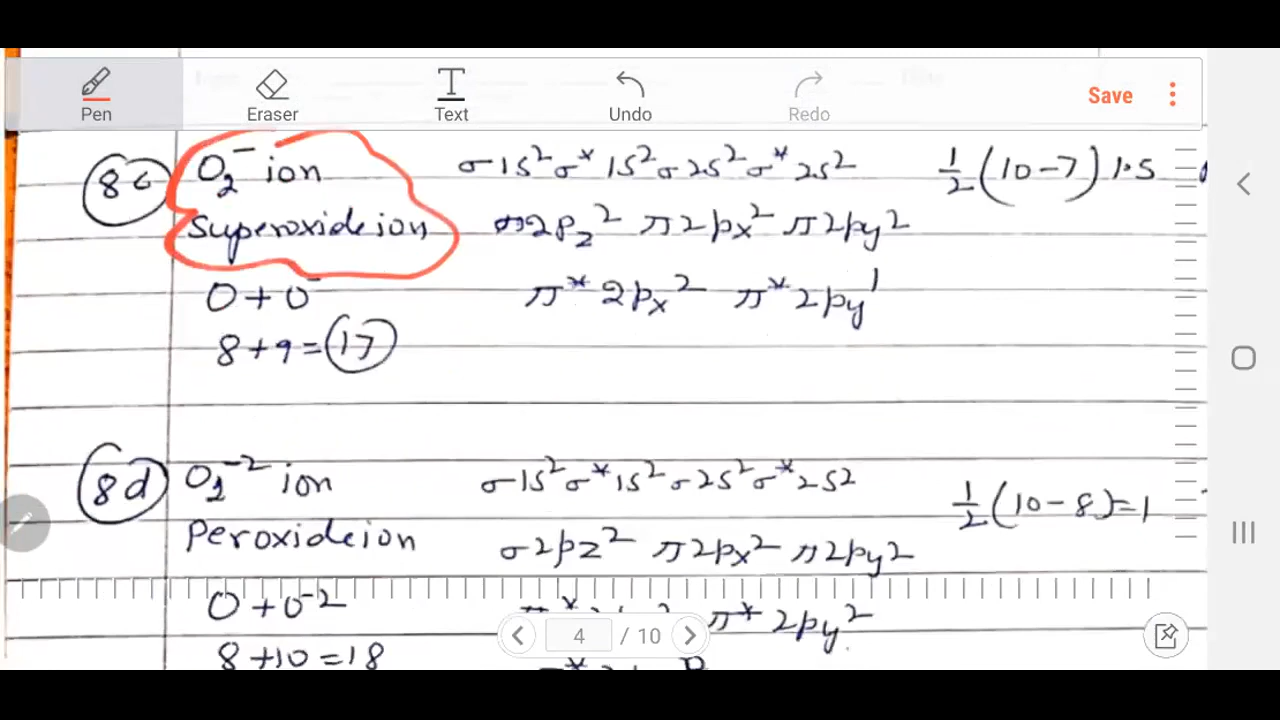 Pen Eraser Text Undo Redo Save
8c O₂⁻ ion σ1s² σ*1s² σ2s² σ*2s² ½(10-7) 1.5
Superoxide ion σ2Pz² π2px² π2py²
O + O⁻ π*2px² π*2py¹
8 + 9 = 17
8d O₂⁻² ion σ1s² σ*1s² σ2s² σ*2s² ½(10-8)=1
Peroxide ion σ2pz² π2px² π2py²
O + O⁻² π*2py²
4 / 10
8 + 10 = 18